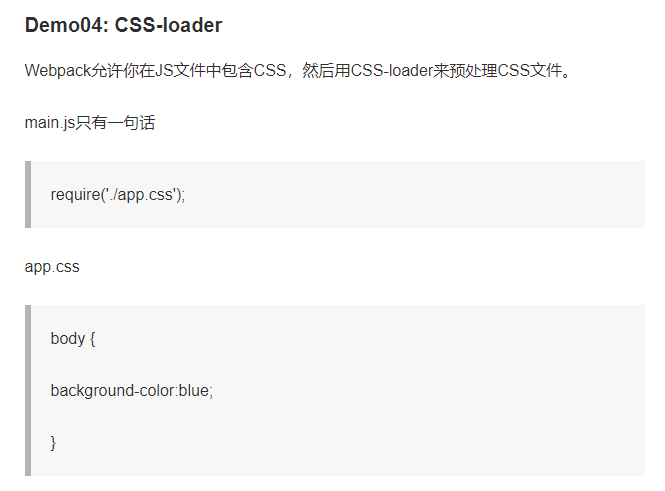 Demo04: CSS-loader
Webpack允许你在JS文件中包含CSS，然后用CSS-loader来预处理CSS文件。
main.js只有一句话
require('./app.css');
app.css
body {
background-color:blue;
}